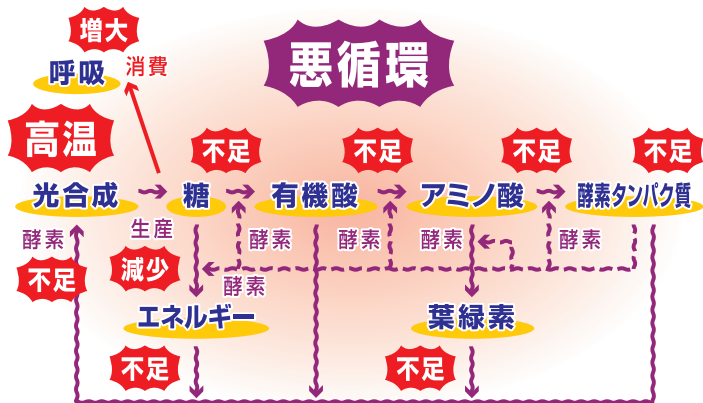 増大
呼吸
消費
悪循環
高温
不足
不足
不足
不足
光合成
糖
有機酸
アミノ酸
酵素タンパク質
生産
酵素
酵素
酵素
酵素
酵素
不足
減少
酵素
エネルギー
葉緑素
不足
不足